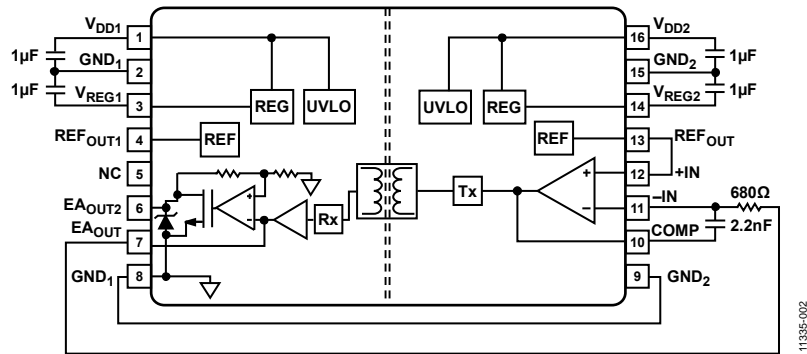 VDD1
1
1µF
GND1
2
1µF
VREG1
3
REG
UVLO
REFOUT1
4
REF
NC
5
EAOUT2
6
EAOUT
7
GND1
8
+
−
Rx
Tx
VDD2
16
1µF
GND2
15
1µF
VREG2
14
UVLO
REG
REF
REFOUT
13
+IN
12
+
−
−IN
11
680Ω
2.2nF
COMP
10
GND2
9
11335-002